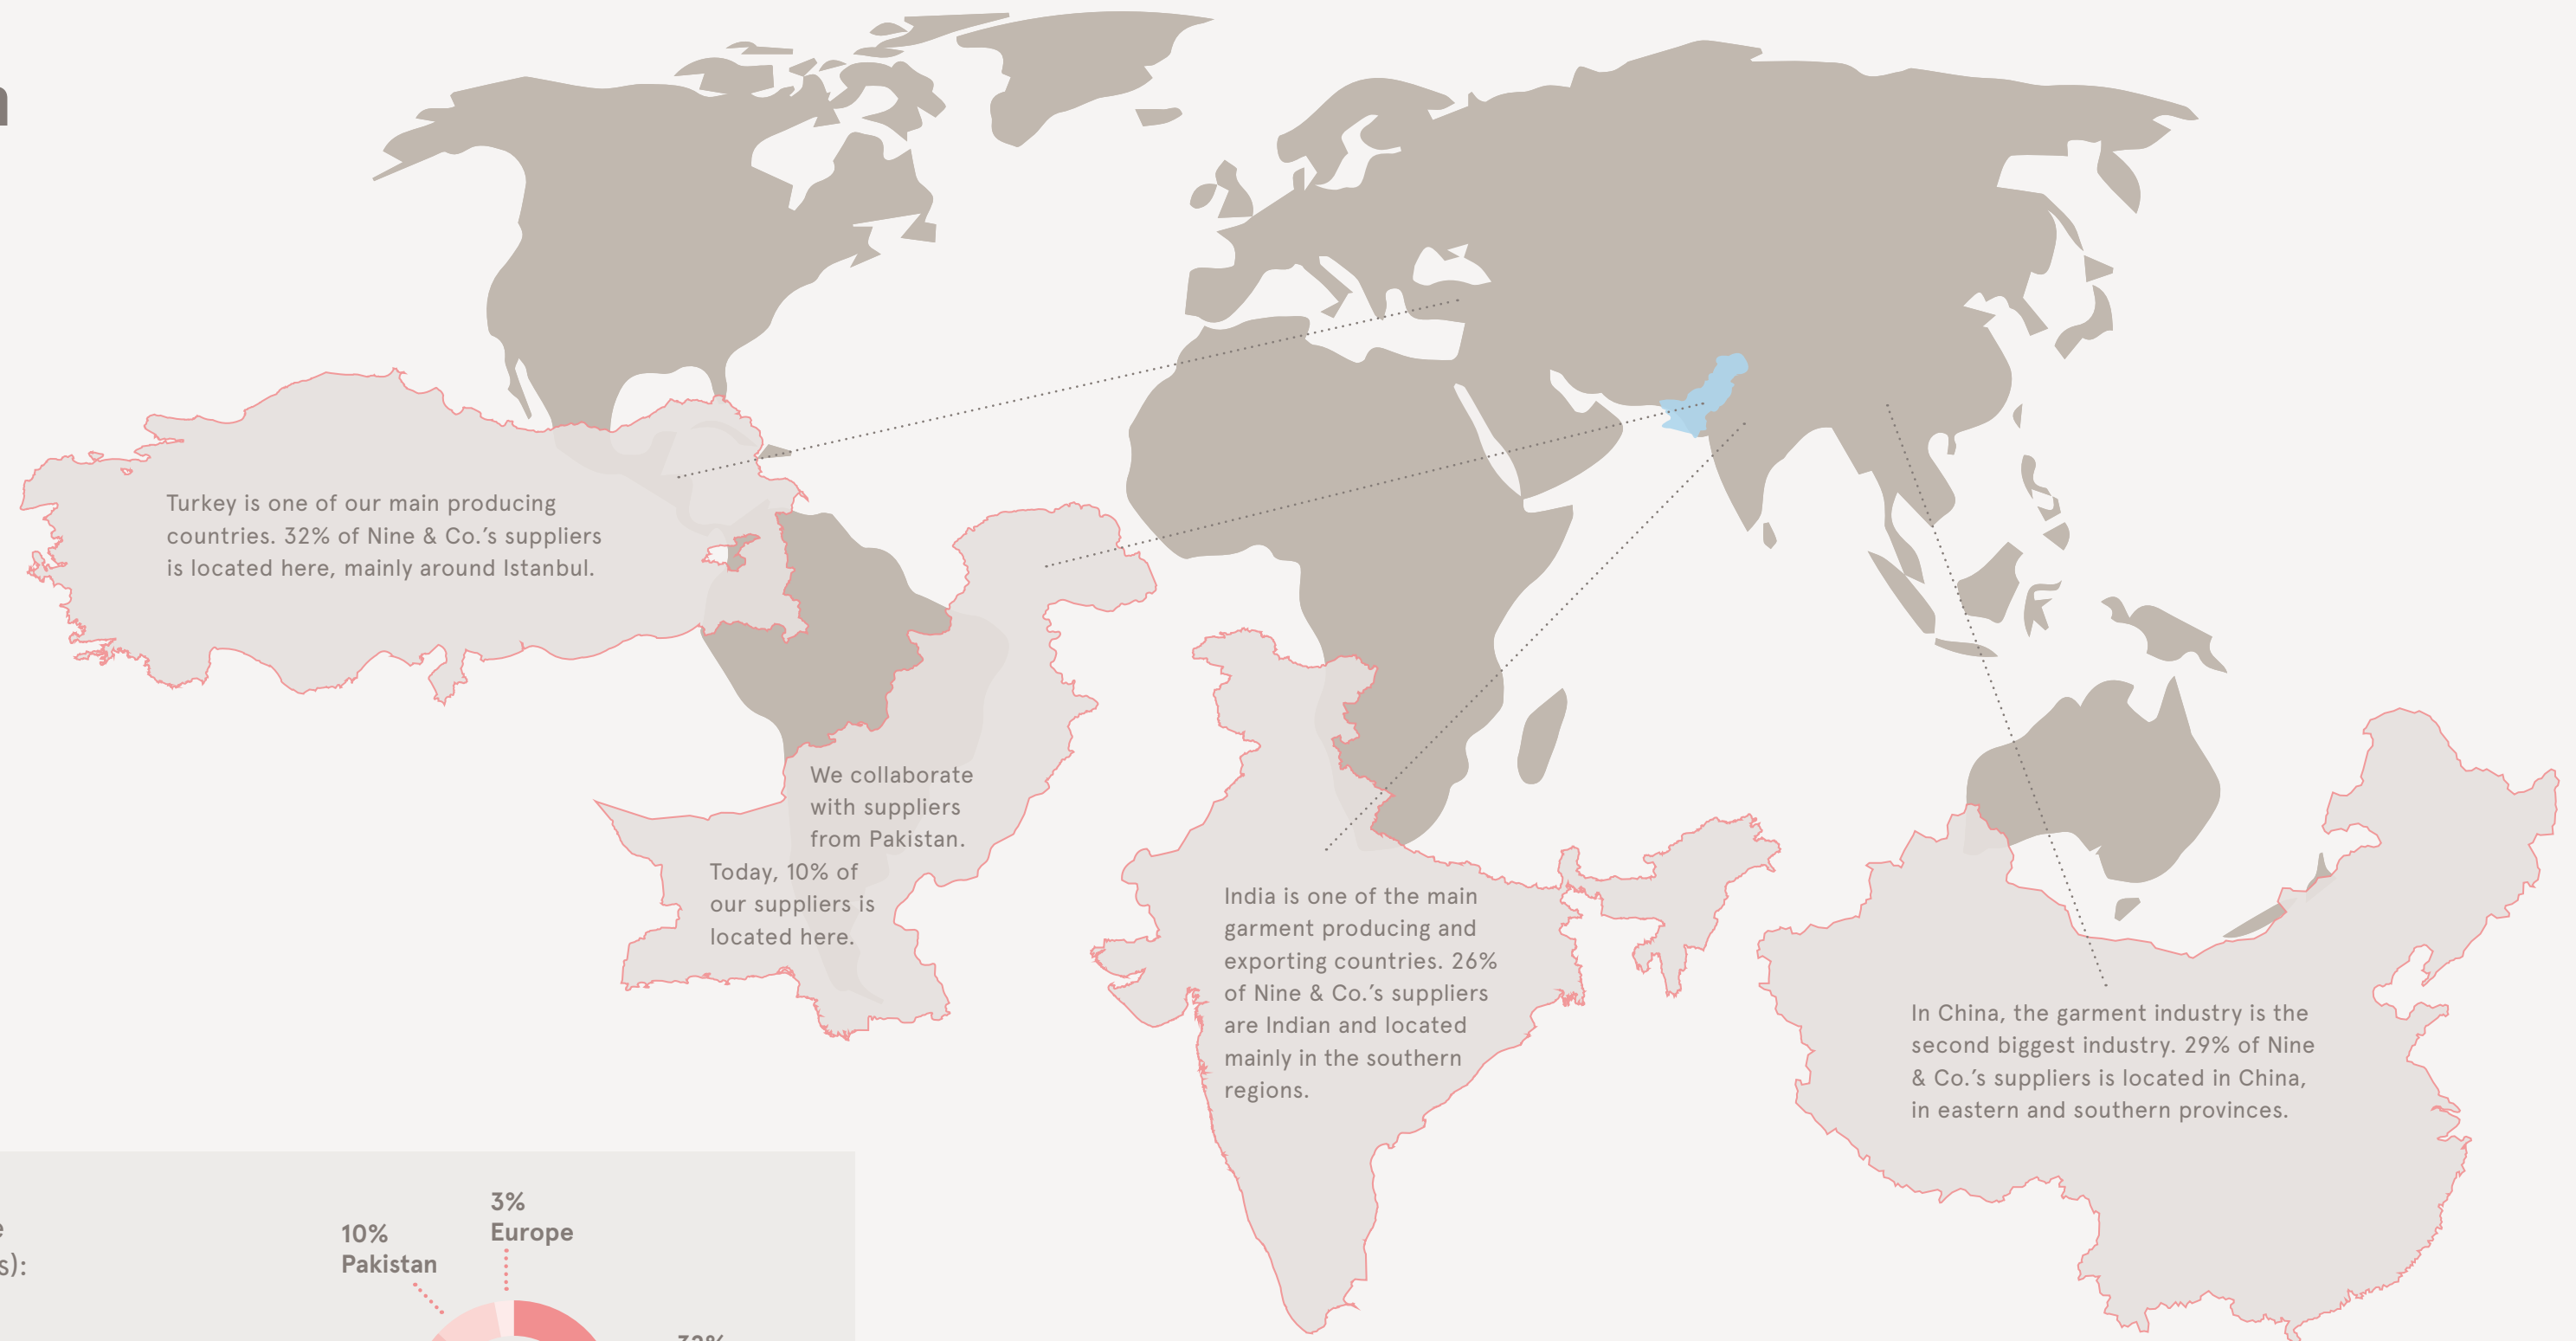 n
Turkey is one of our main producing
countries. 32% of Nine & Co.’s suppliers
is located here, mainly around Istanbul.
We collaborate
with suppliers
from Pakistan.
Today, 10% of
our suppliers is
located here.
India is one of the main
garment producing and
exporting countries. 26%
of Nine & Co.’s suppliers
are Indian and located
mainly in the southern
regions.
In China, the garment industry is the
second biggest industry. 29% of Nine
& Co.’s suppliers is located in China,
in eastern and southern provinces.
e
s):
10%
Pakistan
3%
Europe
32%